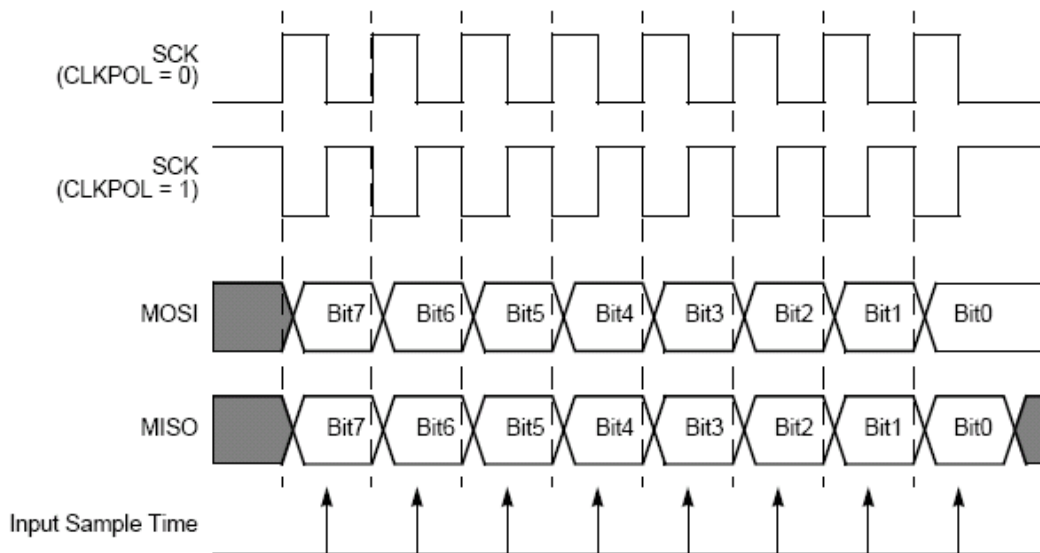 SCK
(CLKPOL = 0)
SCK
(CLKPOL = 1)
MOSI Bit7 Bit6 Bit5 Bit4 Bit3 Bit2 Bit1 Bit0
MISO Bit7 Bit6 Bit5 Bit4 Bit3 Bit2 Bit1 Bit0
Input Sample Time